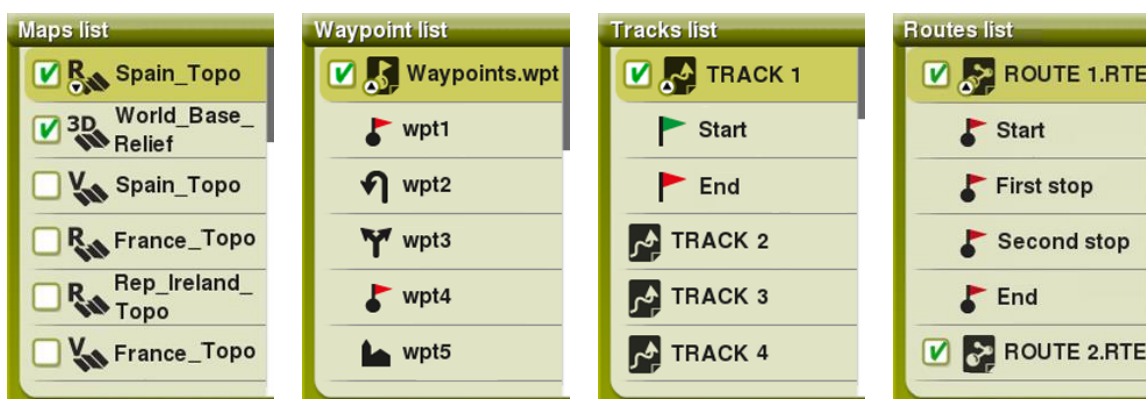 Maps list
R Spain_Topo
3D World_Base_
Relief
V Spain_Topo
R France_Topo
R Rep_Ireland_
Topo
V France_Topo
Waypoint list
Waypoints.wpt
wpt1
wpt2
wpt3
wpt4
wpt5
Tracks list
TRACK 1
Start
End
TRACK 2
TRACK 3
TRACK 4
Routes list
ROUTE 1.RTE
Start
First stop
Second stop
End
ROUTE 2.RTE